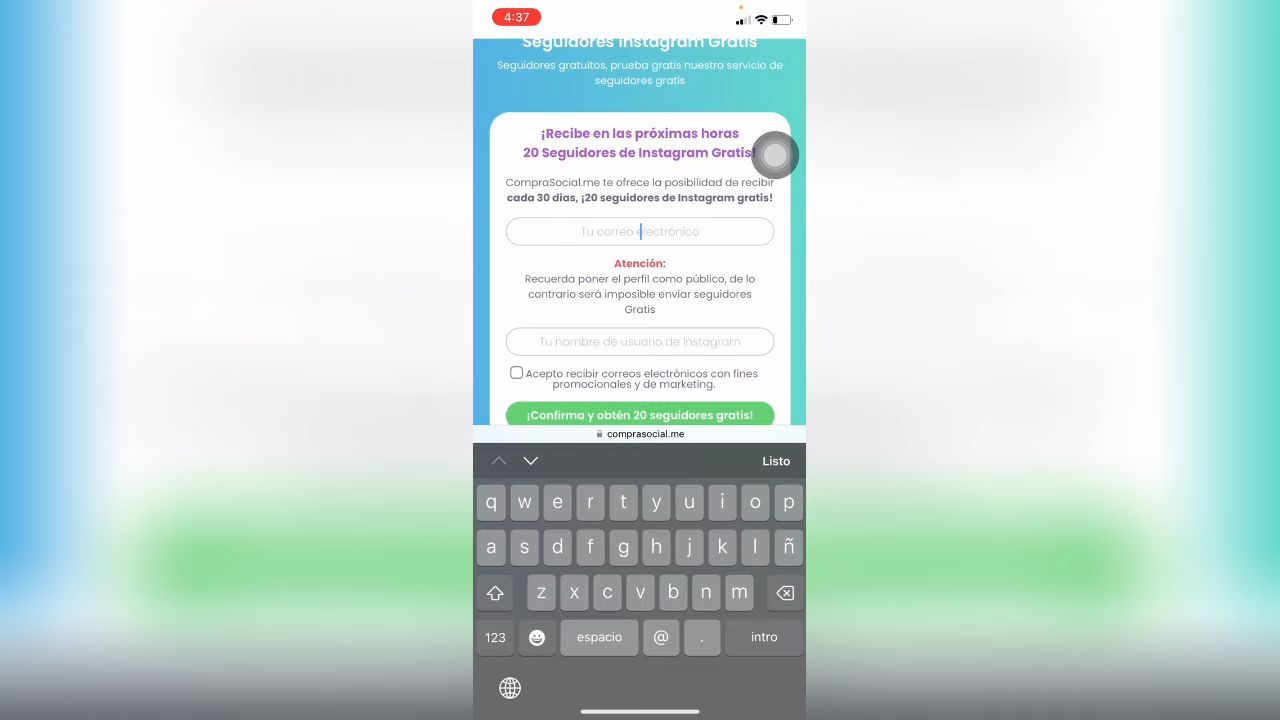 4:37
Seguidores Instagram Gratis
Seguidores gratuitos, prueba gratis nuestro servicio de
seguidores gratis
¡Recibe en las próximas horas
20 Seguidores de Instagram Gratis!
CompraSocial.me te ofrece la posibilidad de recibir
cada 30 días, ¡20 seguidores de Instagram gratis!
Tu correo electrónico
Atención:
Recuerda poner el perfil como público, de lo
contrario será imposible enviar seguidores
Gratis
Tu nombre de usuario de Instagram
Acepto recibir correos electrónicos con fines
promocionales y de marketing.
¡Confirma y obtén 20 seguidores gratis!
comprasocial.me
Listo
q w e r t y u i o p
a s d f g h j k l ñ
z x c v b n m
123 espacio @ . intro